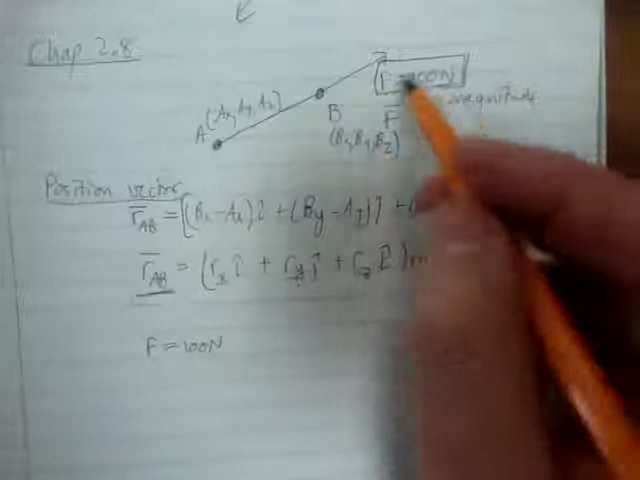 Chap 2.8
F = 100N
magnitude
(Ax, Ay, Az)
A
B
F̅
(Bx, By, Bz)
Position vector
r̅AB = [(Bx - Ax) î + (By - Ay) ĵ +
r̅AB = (rx î + ry ĵ + rz k̂) m
F = 100N